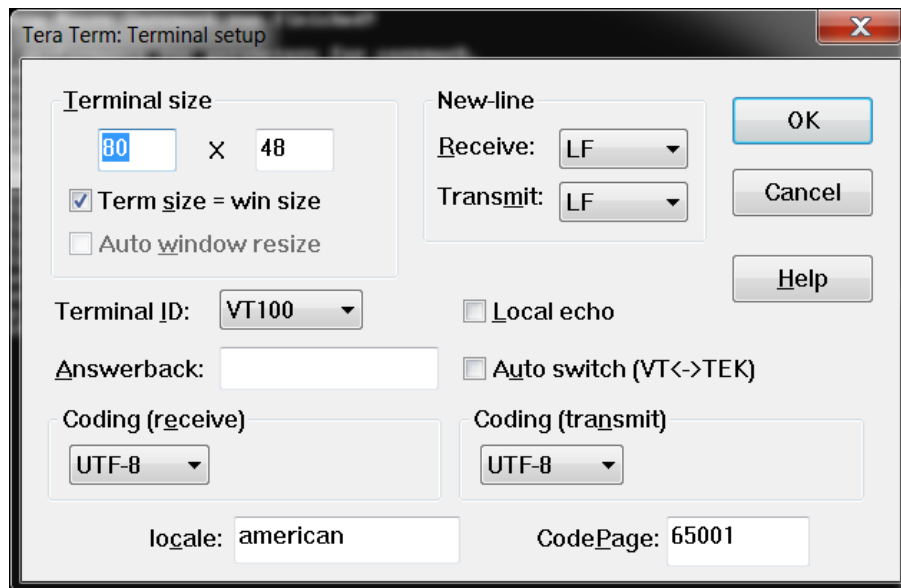 Tera Term: Terminal setup
Terminal size
80 X 48
Term size = win size
Auto window resize
New-line
Receive: LF
Transmit: LF
OK
Cancel
Help
Terminal ID: VT100
Local echo
Answerback:
Auto switch (VT<->TEK)
Coding (receive)
UTF-8
Coding (transmit)
UTF-8
locale: american
CodePage: 65001